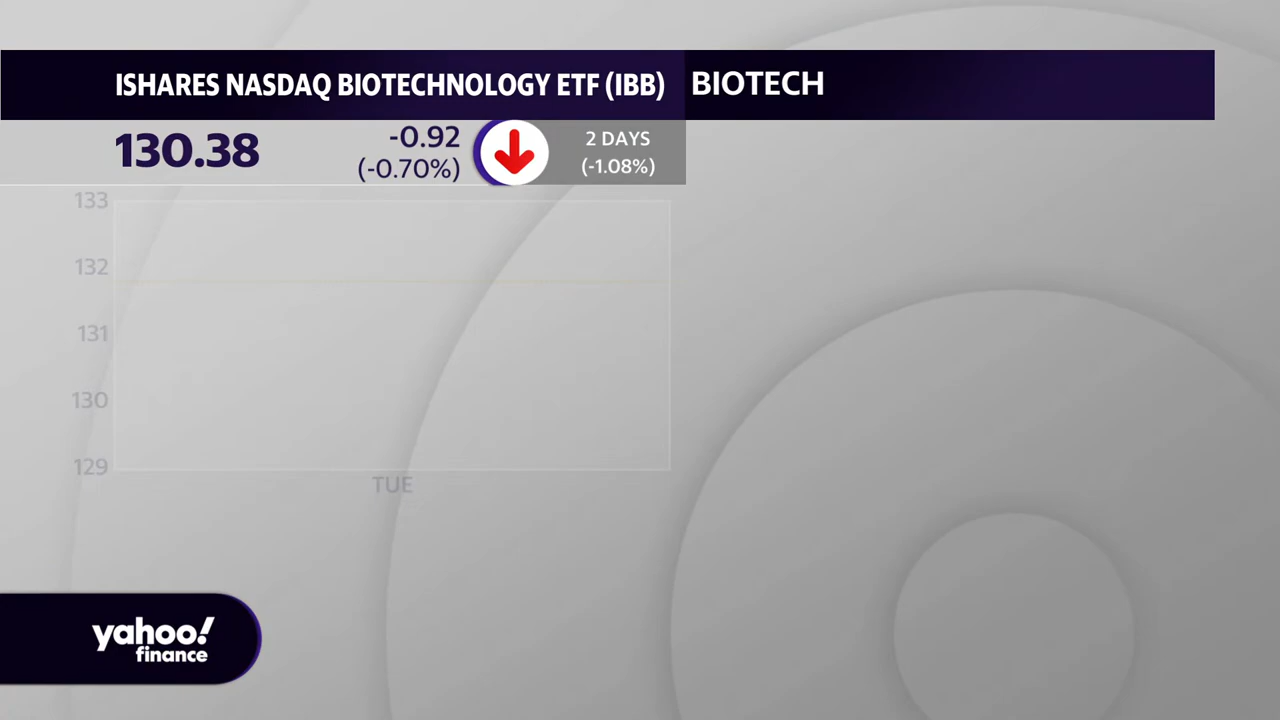 ISHARES NASDAQ BIOTECHNOLOGY ETF (IBB)
BIOTECH
130.38
-0.92
(-0.70%)
2 DAYS
(-1.08%)
133
132
131
130
129
TUE
yahoo!
finance